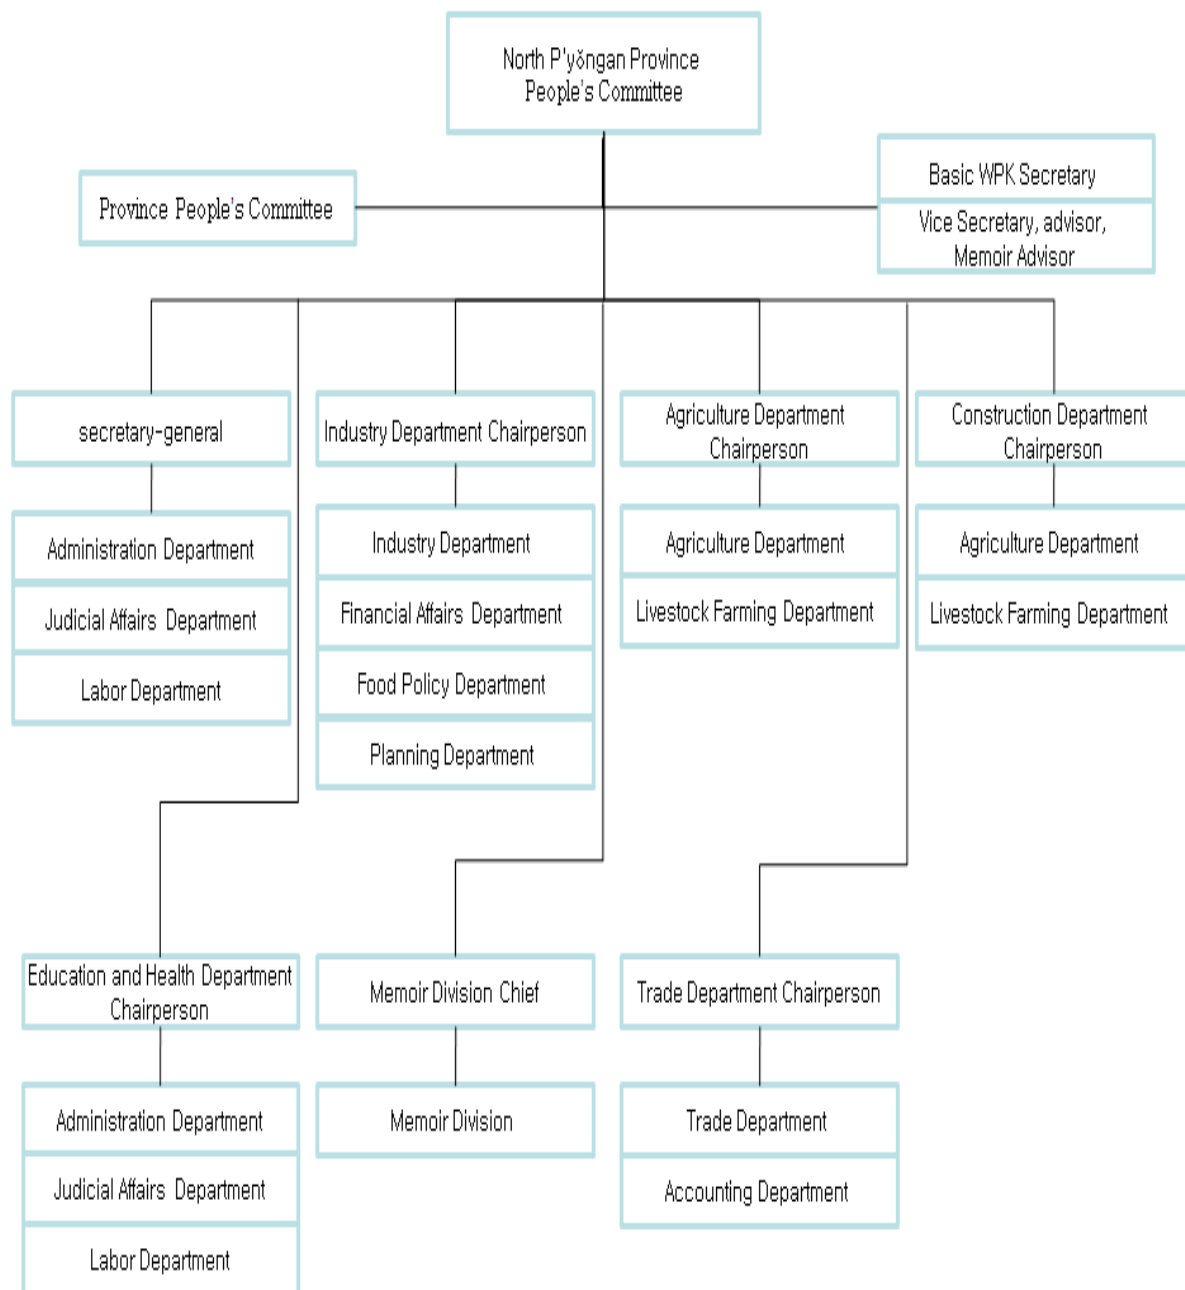 North P'yŏngan Province
People's Committee
Province People's Committee
Basic WPK Secretary
Vice Secretary, advisor,
Memoir Advisor
secretary-general
Industry Department Chairperson
Agriculture Department
Chairperson
Construction Department
Chairperson
Administration Department
Judicial Affairs Department
Labor Department
Industry Department
Financial Affairs Department
Food Policy Department
Planning Department
Agriculture Department
Livestock Farming Department
Agriculture Department
Livestock Farming Department
Education and Health Department
Chairperson
Memoir Division Chief
Trade Department Chairperson
Administration Department
Judicial Affairs Department
Labor Department
Memoir Division
Trade Department
Accounting Department